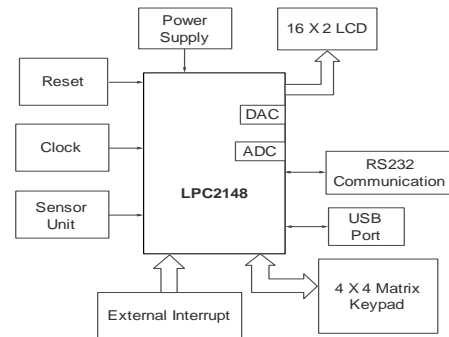 Power
Supply
16 X 2 LCD
Reset
DAC
Clock
ADC
RS232
Communication
LPC2148
Sensor
Unit
USB
Port
4 X 4 Matrix
Keypad
External Interrupt